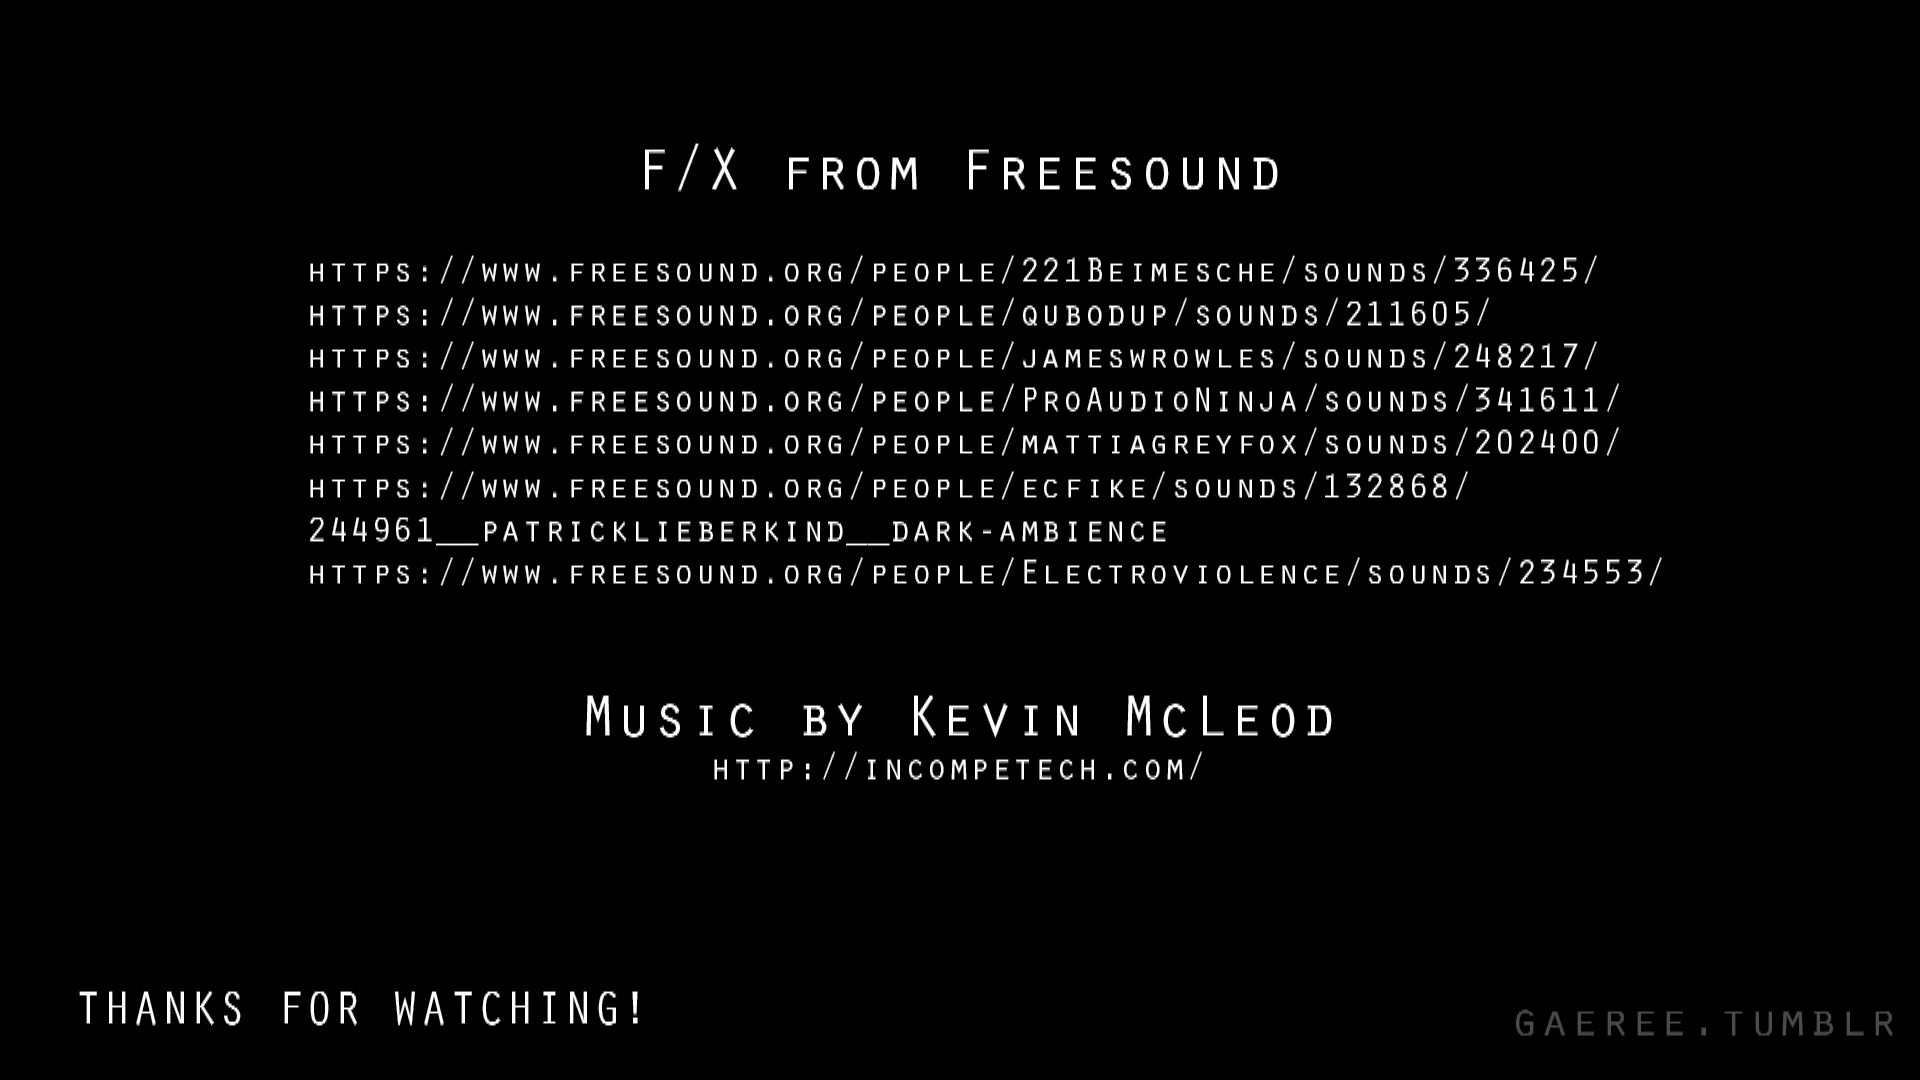 F/X from Freesound
https://www.freesound.org/people/221Beimesche/sounds/336425/
https://www.freesound.org/people/qubodup/sounds/211605/
https://www.freesound.org/people/jameswrowles/sounds/248217/
https://www.freesound.org/people/ProAudioNinja/sounds/341611/
https://www.freesound.org/people/mattiagreyfox/sounds/202400/
https://www.freesound.org/people/ecfike/sounds/132868/
244961__patricklieberkind__dark-ambience
https://www.freesound.org/people/Electroviolence/sounds/234553/
Music by Kevin McLeod
http://incompetech.com/
THANKS FOR WATCHING!
gaeree.tumblr